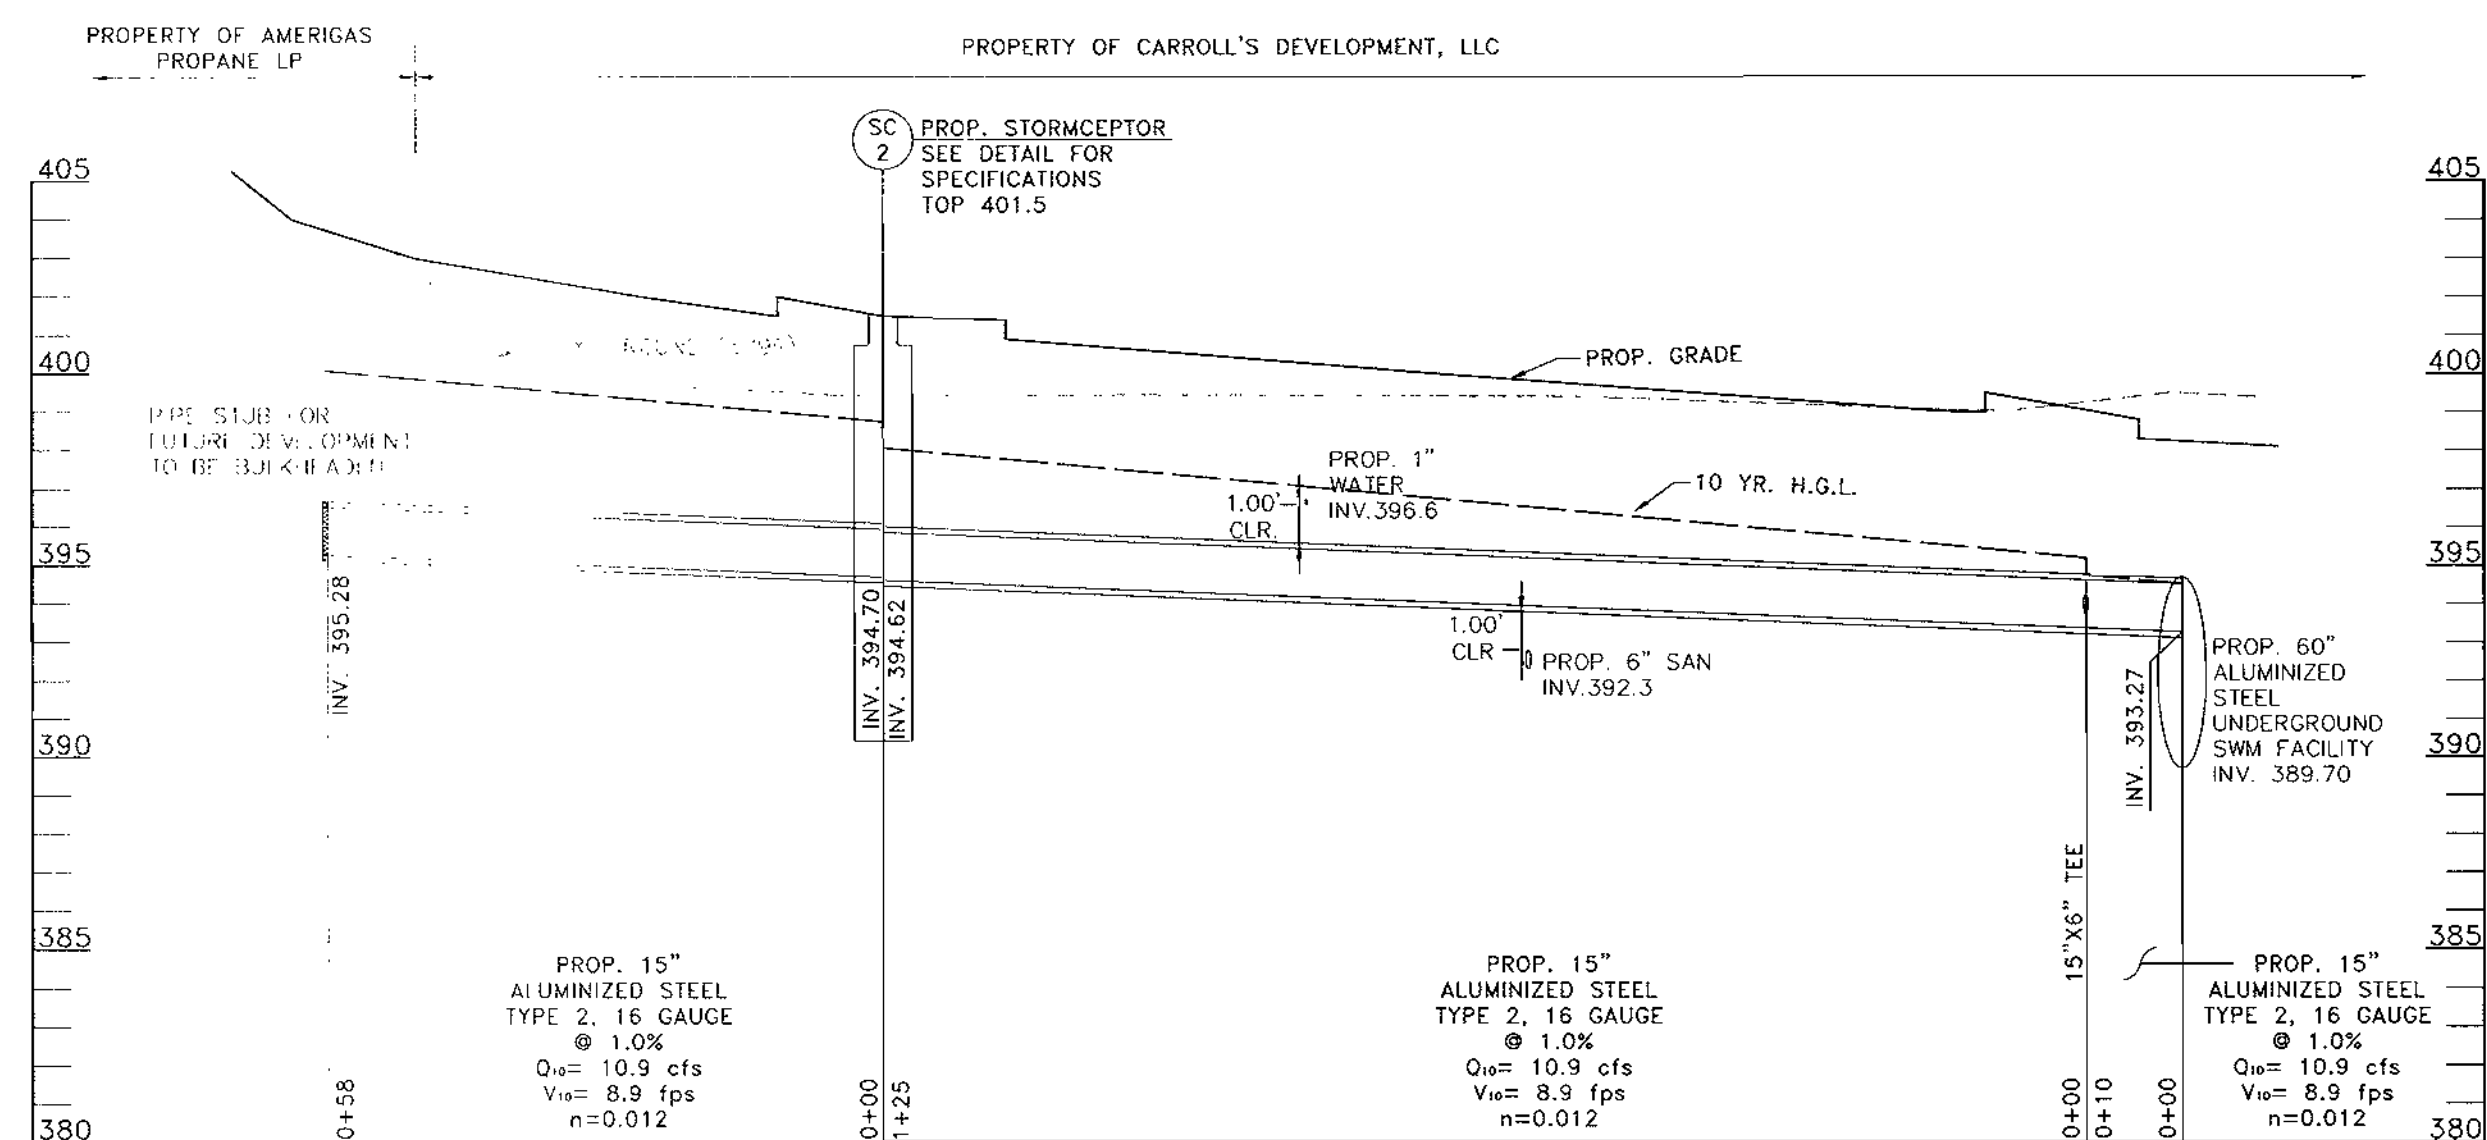 PROPERTY OF AMERIGAS
PROPANE LP
PROPERTY OF CARROLL'S DEVELOPMENT, LLC
SC
2
PROP. STORMCEPTOR
SEE DETAIL FOR
SPECIFICATIONS
TOP 401.5
405
405
400
400
PROP. GRADE
PIPE STUB FOR
FUTURE DEVELOPMENT
TO BE BULKHEADED
PROP. 1"
WATER
INV.396.6
1.00'
CLR.
10 YR. H.G.L.
395
395
INV. 395.28
INV. 394.70
INV. 394.62
1.00'
CLR
PROP. 6" SAN
INV.392.3
INV. 393.27
PROP. 60"
ALUMINIZED
STEEL
UNDERGROUND
SWM FACILITY
INV. 389.70
390
390
15"X6" TEE
385
385
PROP. 15"
ALUMINIZED STEEL
TYPE 2, 16 GAUGE
@ 1.0%
Q10= 10.9 cfs
V10= 8.9 fps
n=0.012
PROP. 15"
ALUMINIZED STEEL
TYPE 2, 16 GAUGE
@ 1.0%
Q10= 10.9 cfs
V10= 8.9 fps
n=0.012
PROP. 15"
ALUMINIZED STEEL
TYPE 2, 16 GAUGE
@ 1.0%
Q10= 10.9 cfs
V10= 8.9 fps
n=0.012
0+58
0+00
1+25
0+00
0+10
0+00
380
380